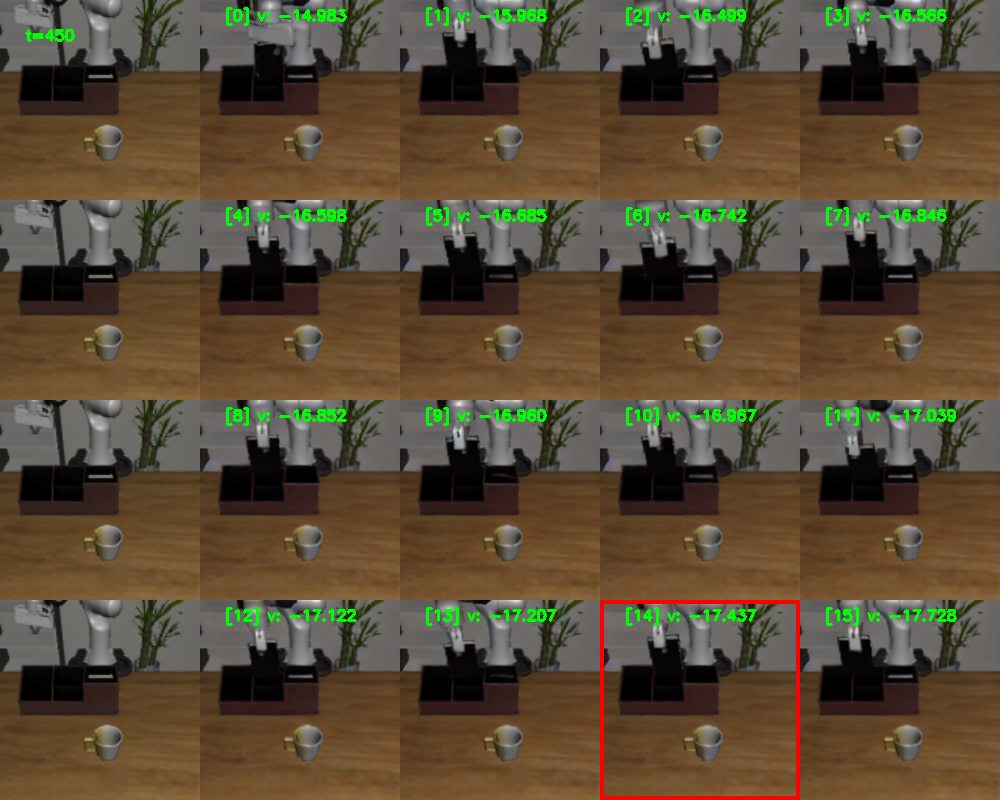 t=450
[0] v: -14.983
[1] v: -15.968
[2] v: -16.499
[3] v: -16.566
[4] v: -16.598
[5] v: -16.685
[6] v: -16.742
[7] v: -16.846
[8] v: -16.852
[9] v: -16.960
[10] v: -16.967
[11] v: -17.039
[12] v: -17.122
[13] v: -17.207
[14] v: -17.437
[15] v: -17.728